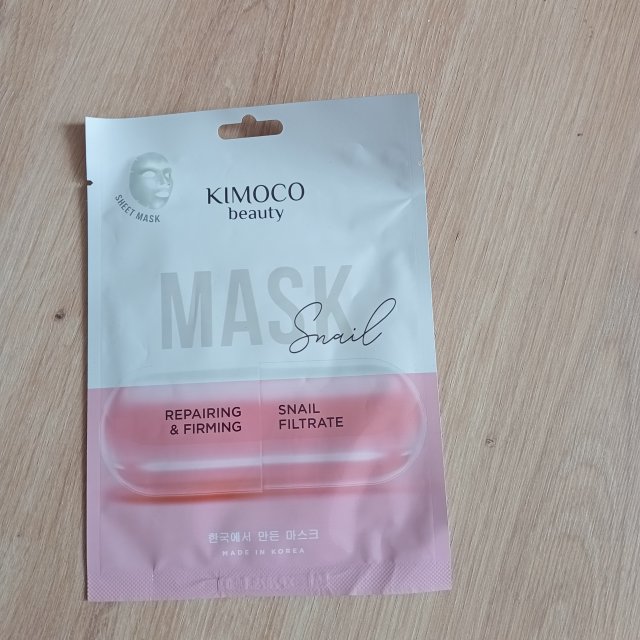 SHEET MASK
KIMOCO
beauty
MASK
Snail
REPAIRING
& FIRMING
SNAIL
FILTRATE
한국에서 만든 마스크
MADE IN KOREA